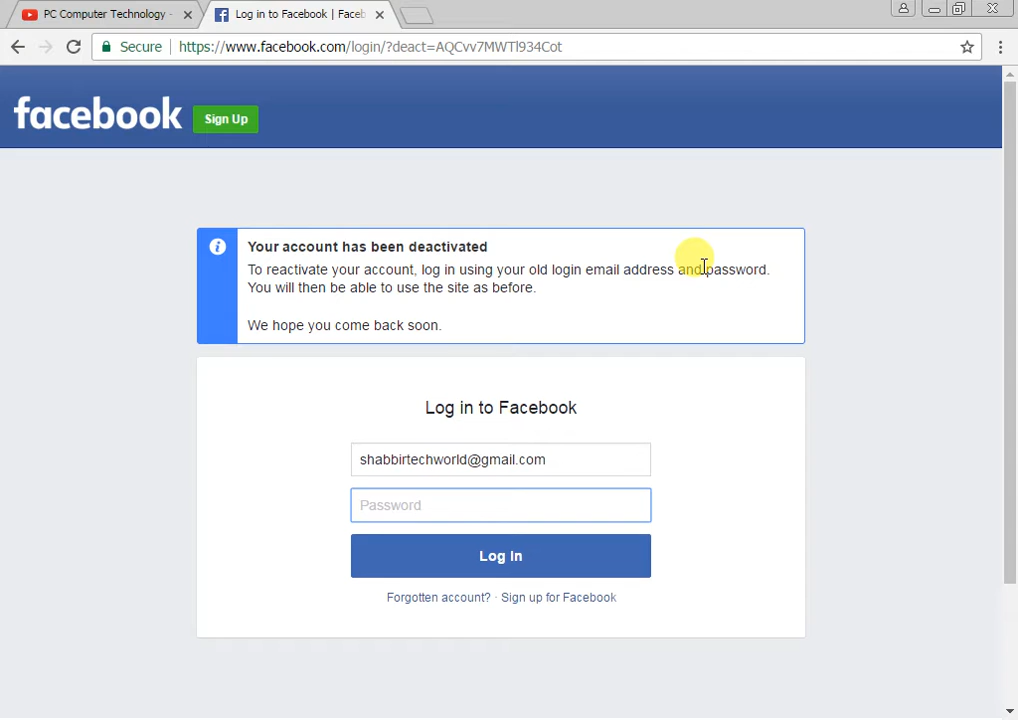 PC Computer Technology -
Log in to Facebook | Faceb
Secure https://www.facebook.com/login/?deact=AQCvv7MWTl934Cot
facebook
Sign Up
Your account has been deactivated
To reactivate your account, log in using your old login email address and password.
You will then be able to use the site as before.
We hope you come back soon.
Log in to Facebook
shabbirtechworld@gmail.com
Password
Log In
Forgotten account? · Sign up for Facebook